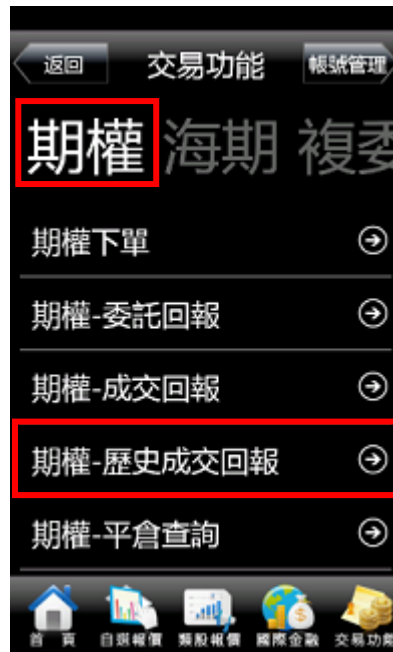 返回 交易功能 帳號管理
期權 海期 複委
期權下單
期權-委託回報
期權-成交回報
期權-歷史成交回報
期權-平倉查詢
首頁 自選報價 類股報價 國際金融 交易功能